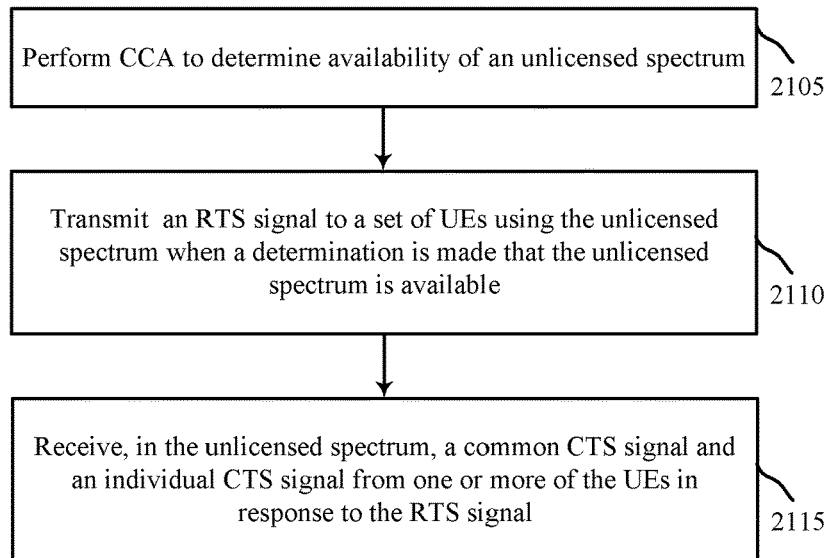 Perform CCA to determine availability of an unlicensed spectrum
2105
Transmit an RTS signal to a set of UEs using the unlicensed
spectrum when a determination is made that the unlicensed
spectrum is available
2110
Receive, in the unlicensed spectrum, a common CTS signal and
an individual CTS signal from one or more of the UEs in
response to the RTS signal
2115